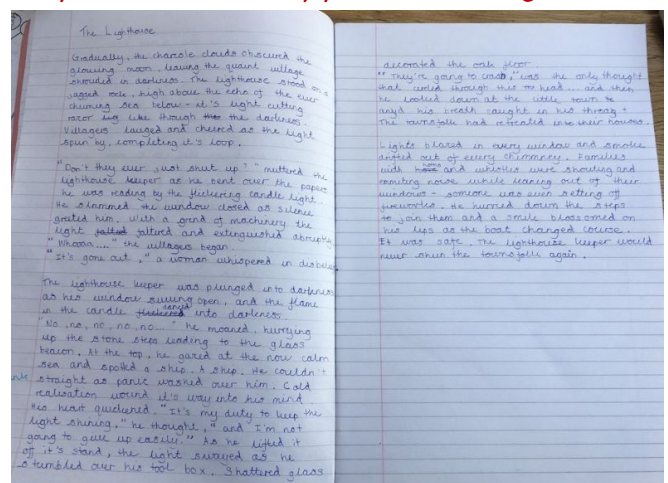 The Lighthouse
Gradually, the charcole clouds obscured the
glowing moon, leaving the quaint village
shrouded in darkness. The lighthouse stood on a
jagged rock, high above the echo of the ever
churning sea below - it's light cutting
razor like through the darkness.
Villagers lauged and cheered as the light
spun by, completing it's loop.
"Don't they ever just shut up?" muttered the
lighthouse keeper as he bent over the papers
he was reading by the flickering candle light.
He slammed the window closed as silence
greeted him. With a grind of machinery the
light faltered and extinguished abruptly.
"Whooa...." the villagers began.
"It's gone out," a woman whispered in disbelief.
The lighthouse keeper was plunged into darkness
as his window swung open, and the flame
in the candle danced into darkness.
"No, no, no, no, no...." he moaned, hurrying
up the stone steps leading to the glass
beacon. At the top, he gazed at the now calm
sea and spotted a ship. A ship. He couldn't
straight as panic washed over him. Cold
realisation wound it's way into his mind.
His heart quickened. "It's my duty to keep the
light shining," he thought, "and I'm not
going to give up easily." As he lifted it
off it's stand, the light swayed as he
stumbled over his tool box. Shattered glass
decorated the oak floor.
"They're going to crash," was the only thought
that swirled through his head.... and then
he looked down at the little town
his breath caught in his throat.
The townsfolk had retreated into their houses.
Lights blazed in every window and smoke
drifted out of every chimney. Families
with horns and whistles were shouting and
making noise while leaning out of their
windows - someone was even setting off
fireworks. He hurried down the steps
to join them and a smile blossomed on
his lips as the boat changed course.
It was safe. The lighthouse keeper would
never shun the townsfolk again.